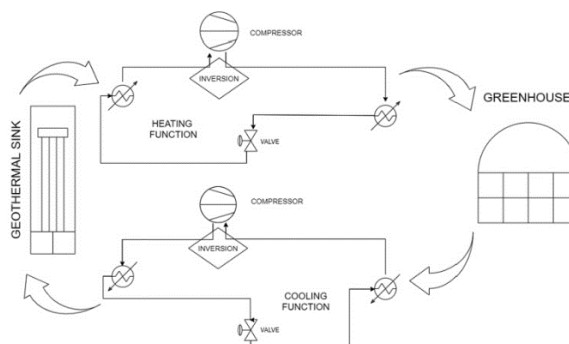 COMPRESSOR
INVERSION
HEATING
FUNCTION
VALVE
GEOTHERMAL SINK
GREENHOUSE
COMPRESSOR
INVERSION
COOLING
FUNCTION
VALVE